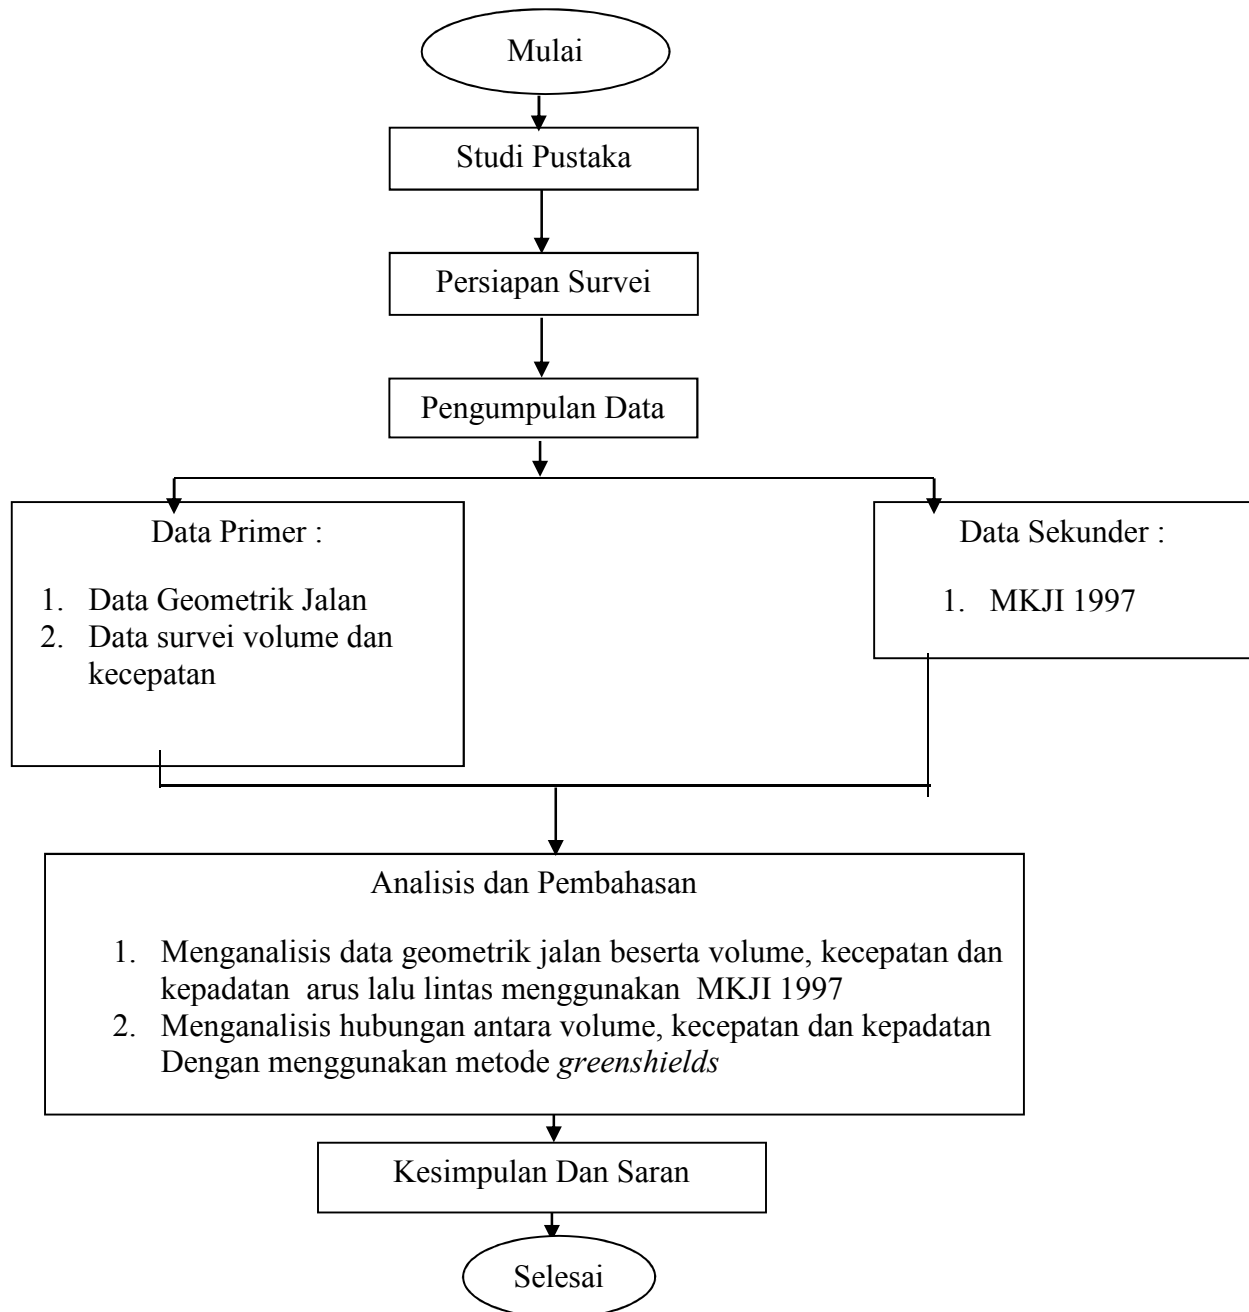 Mulai
Studi Pustaka
Persiapan Survei
Pengumpulan Data
Data Primer :
1. Data Geometrik Jalan
2. Data survei volume dan
kecepatan
Data Sekunder :
1. MKJI 1997
Analisis dan Pembahasan
1. Menganalisis data geometrik jalan beserta volume, kecepatan dan
kepadatan arus lalu lintas menggunakan MKJI 1997
2. Menganalisis hubungan antara volume, kecepatan dan kepadatan
Dengan menggunakan metode greenshields
Kesimpulan Dan Saran
Selesai